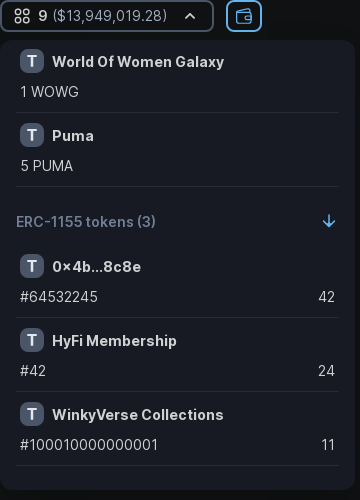 9 ($13,949,019.28)
T World Of Women Galaxy
1 WOWG
T Puma
5 PUMA
ERC-1155 tokens (3)
T 0x4b...8c8e
#64532245 42
T HyFi Membership
#42 24
T WinkyVerse Collections
#100010000000001 11